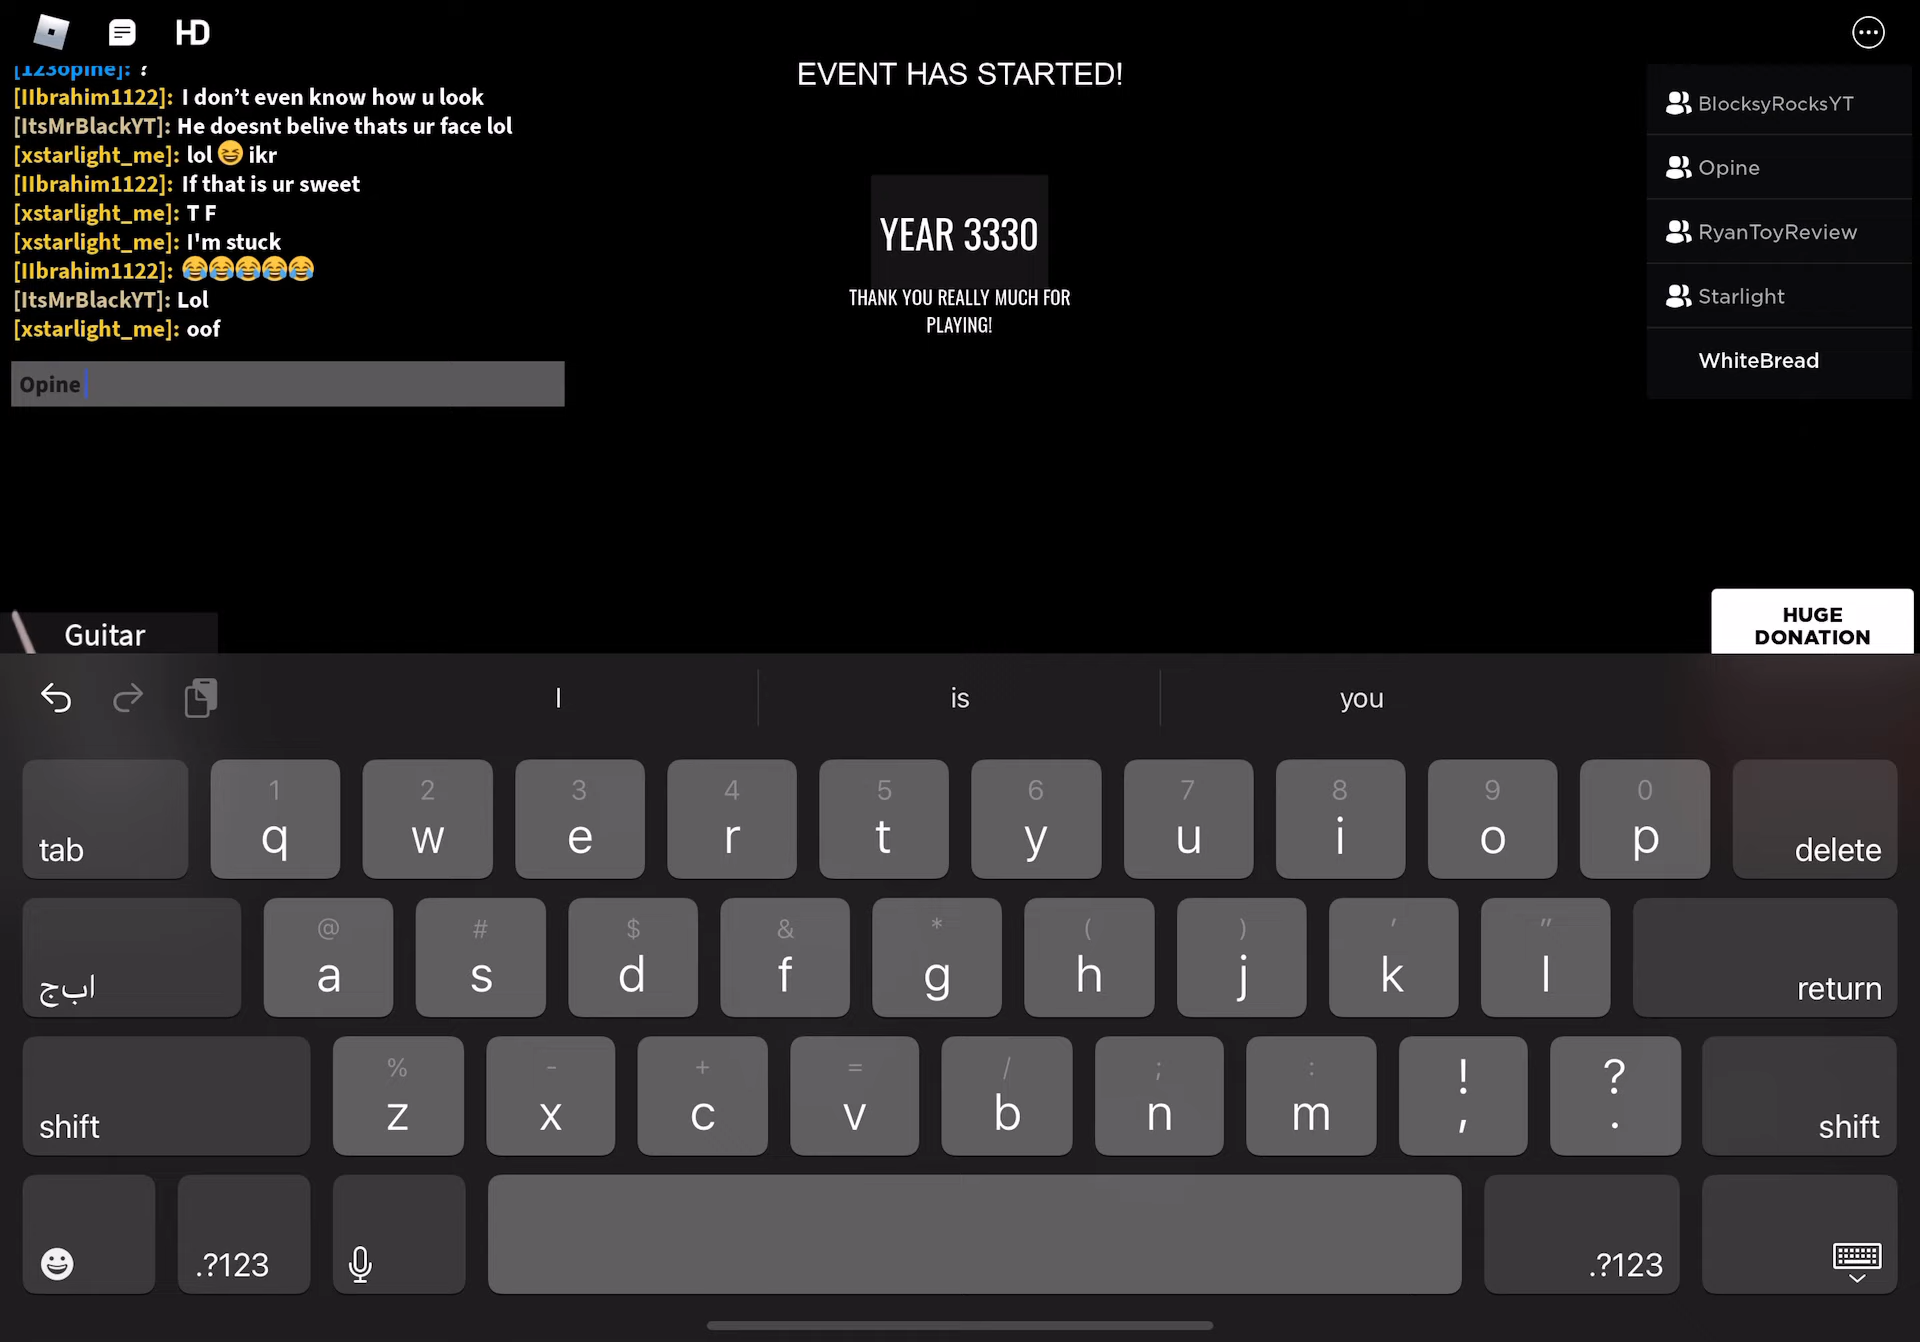 HD
EVENT HAS STARTED!
[123opine]: ?
[IIbrahim1122]: I don’t even know how u look
[ItsMrBlackYT]: He doesnt belive thats ur face lol
[xstarlight_me]: lol 😆 ikr
[IIbrahim1122]: If that is ur sweet
[xstarlight_me]: T F
[xstarlight_me]: I'm stuck
[IIbrahim1122]: 😂😂😂😂😂
[ItsMrBlackYT]: Lol
[xstarlight_me]: oof
Opine
YEAR 3330
THANK YOU REALLY MUCH FOR
PLAYING!
BlocksyRocksYT
Opine
RyanToyReview
Starlight
WhiteBread
Guitar
HUGE
DONATION
I is you
1 2 3 4 5 6 7 8 9 0
tab q w e r t y u i o p delete
@ # $ & * ( ) ' "
ابج a s d f g h j k l return
% - + = / ; : ! ?
shift z x c v b n m , . shift
.?123 .?123